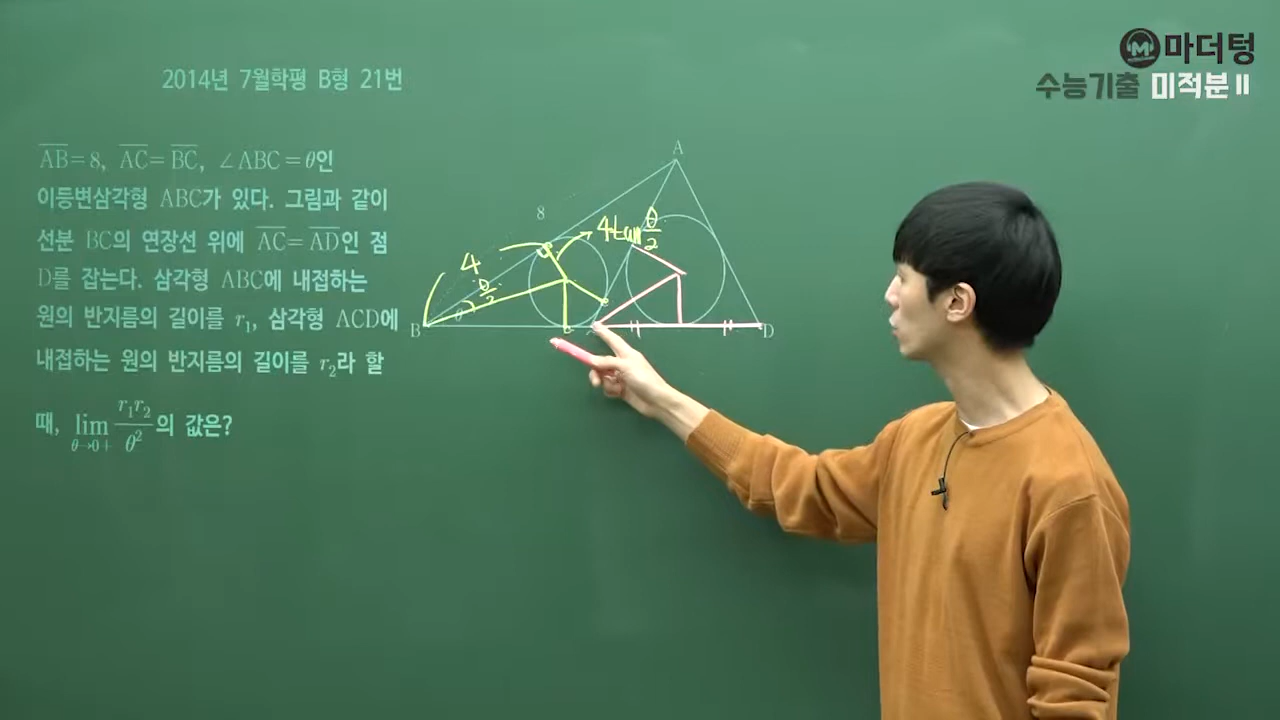 마더텅
수능기출 미적분 II
2014년 7월학평 B형 21번
AB=8, AC=BC, ∠ABC=θ인
이등변삼각형 ABC가 있다. 그림과 같이
선분 BC의 연장선 위에 AC=AD인 점
D를 잡는다. 삼각형 ABC에 내접하는
원의 반지름의 길이를 r₁, 삼각형 ACD에
내접하는 원의 반지름의 길이를 r₂라 할
때, lim θ→0+ r₁r₂/θ² 의 값은?
A
8
4tan θ/2
4
θ/2
θ
B
D